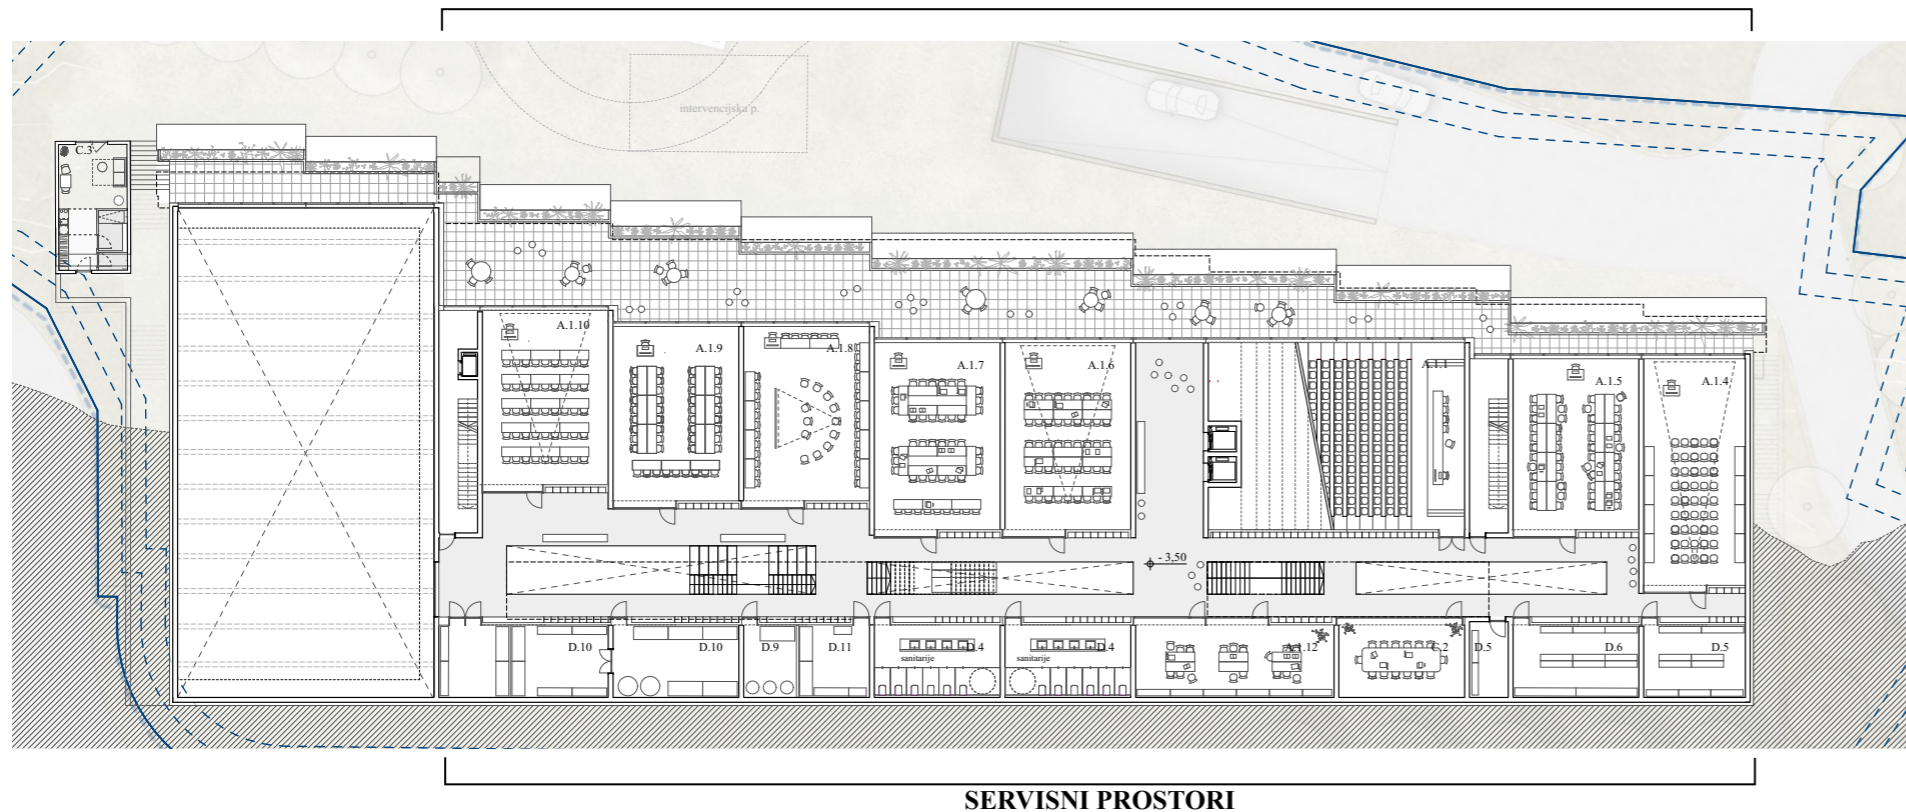 intervencijska p.
C.3
A.1.10
A.1.9
A.1.8
A.1.7
A.1.6
A.1.1
A.1.5
A.1.4
- 3,50
D.10
D.10
D.9
D.11
D.4
sanitarije
D.4
sanitarije
A.1.12
C.2
D.5
D.6
D.5
SERVISNI PROSTORI